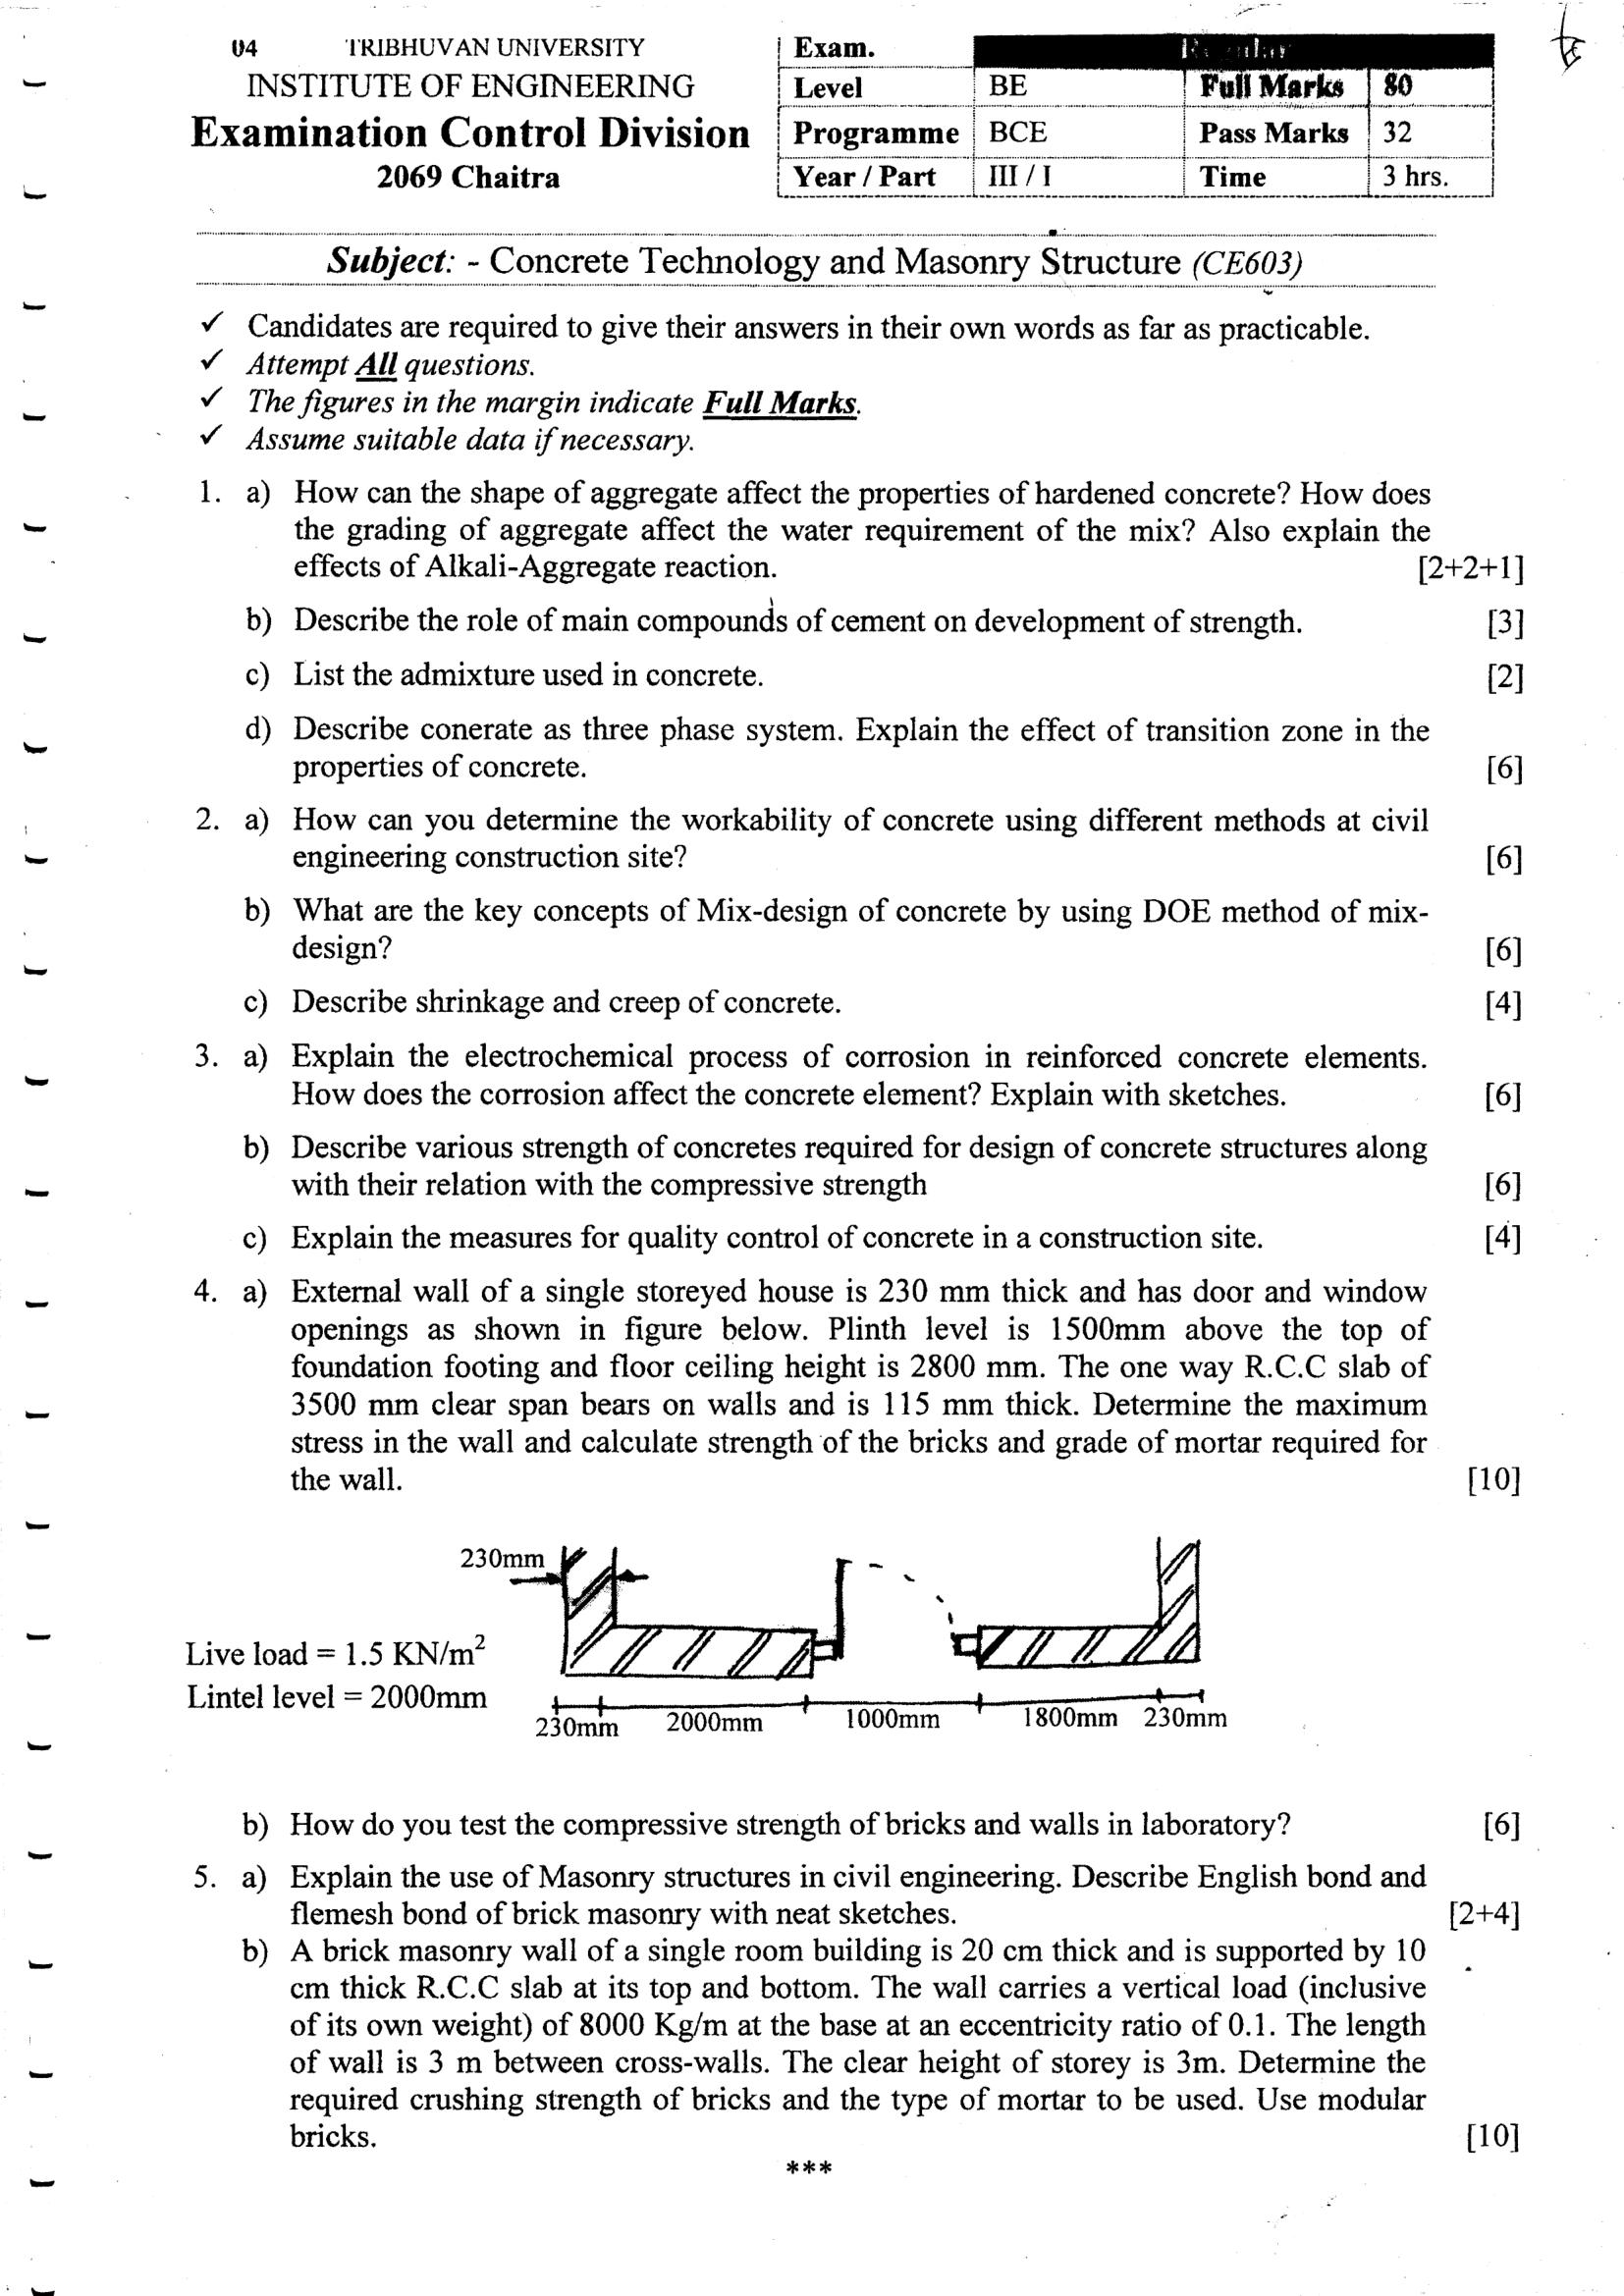 04 TRIBHUVAN UNIVERSITY
INSTITUTE OF ENGINEERING
Examination Control Division
2069 Chaitra
Exam. Regular
Level BE Full Marks 80
Programme BCE Pass Marks 32
Year / Part III / I Time 3 hrs.
Subject: - Concrete Technology and Masonry Structure (CE603)
✓ Candidates are required to give their answers in their own words as far as practicable.
✓ Attempt All questions.
✓ The figures in the margin indicate Full Marks.
✓ Assume suitable data if necessary.
1. a) How can the shape of aggregate affect the properties of hardened concrete? How does
the grading of aggregate affect the water requirement of the mix? Also explain the
effects of Alkali-Aggregate reaction. [2+2+1]
b) Describe the role of main compounds of cement on development of strength. [3]
c) List the admixture used in concrete. [2]
d) Describe conerate as three phase system. Explain the effect of transition zone in the
properties of concrete. [6]
2. a) How can you determine the workability of concrete using different methods at civil
engineering construction site? [6]
b) What are the key concepts of Mix-design of concrete by using DOE method of mix-
design? [6]
c) Describe shrinkage and creep of concrete. [4]
3. a) Explain the electrochemical process of corrosion in reinforced concrete elements.
How does the corrosion affect the concrete element? Explain with sketches. [6]
b) Describe various strength of concretes required for design of concrete structures along
with their relation with the compressive strength [6]
c) Explain the measures for quality control of concrete in a construction site. [4]
4. a) External wall of a single storeyed house is 230 mm thick and has door and window
openings as shown in figure below. Plinth level is 1500mm above the top of
foundation footing and floor ceiling height is 2800 mm. The one way R.C.C slab of
3500 mm clear span bears on walls and is 115 mm thick. Determine the maximum
stress in the wall and calculate strength of the bricks and grade of mortar required for
the wall. [10]
230mm
Live load = 1.5 KN/m²
Lintel level = 2000mm
230mm 2000mm 1000mm 1800mm 230mm
b) How do you test the compressive strength of bricks and walls in laboratory? [6]
5. a) Explain the use of Masonry structures in civil engineering. Describe English bond and
flemesh bond of brick masonry with neat sketches. [2+4]
b) A brick masonry wall of a single room building is 20 cm thick and is supported by 10
cm thick R.C.C slab at its top and bottom. The wall carries a vertical load (inclusive
of its own weight) of 8000 Kg/m at the base at an eccentricity ratio of 0.1. The length
of wall is 3 m between cross-walls. The clear height of storey is 3m. Determine the
required crushing strength of bricks and the type of mortar to be used. Use modular
bricks. [10]
***